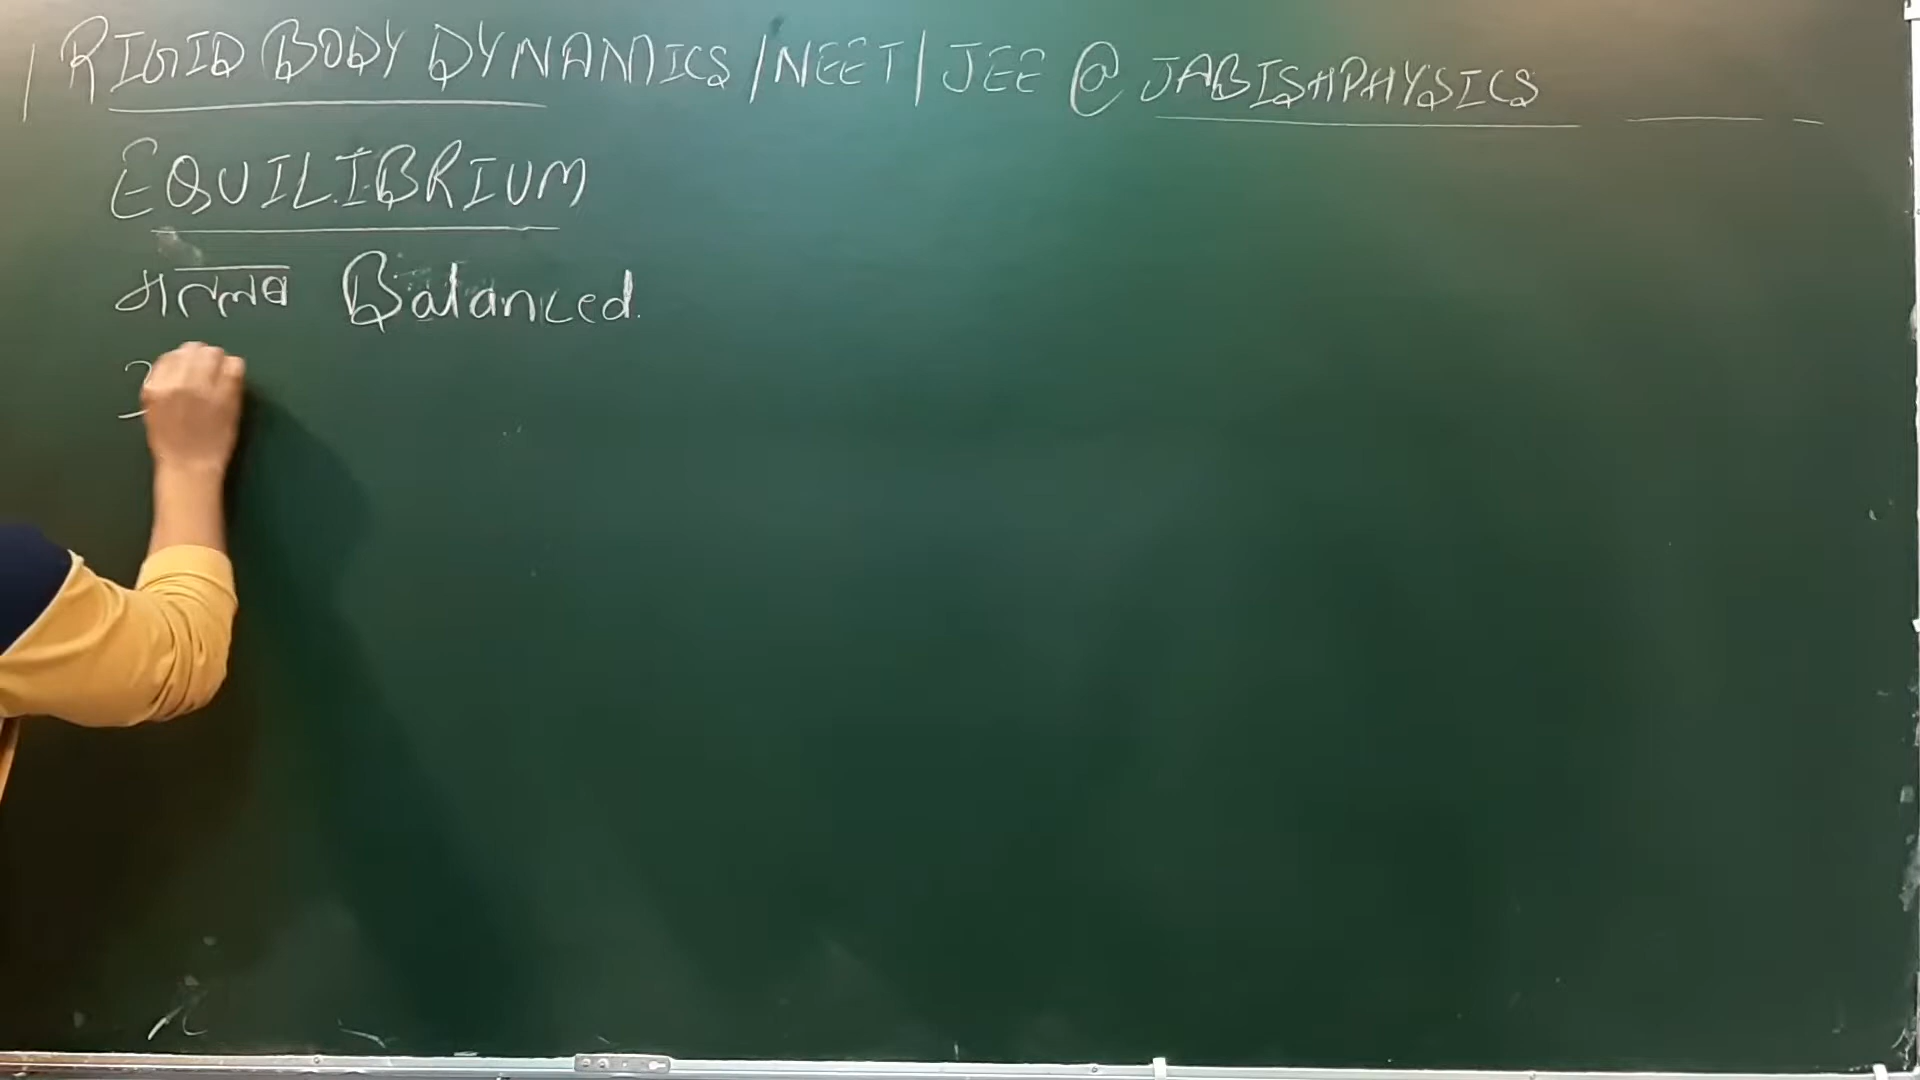 | RIGID BODY DYNAMICS / NEET | JEE @ JABISHPHYSICS
EQUILIBRIUM
मतलब Balanced.